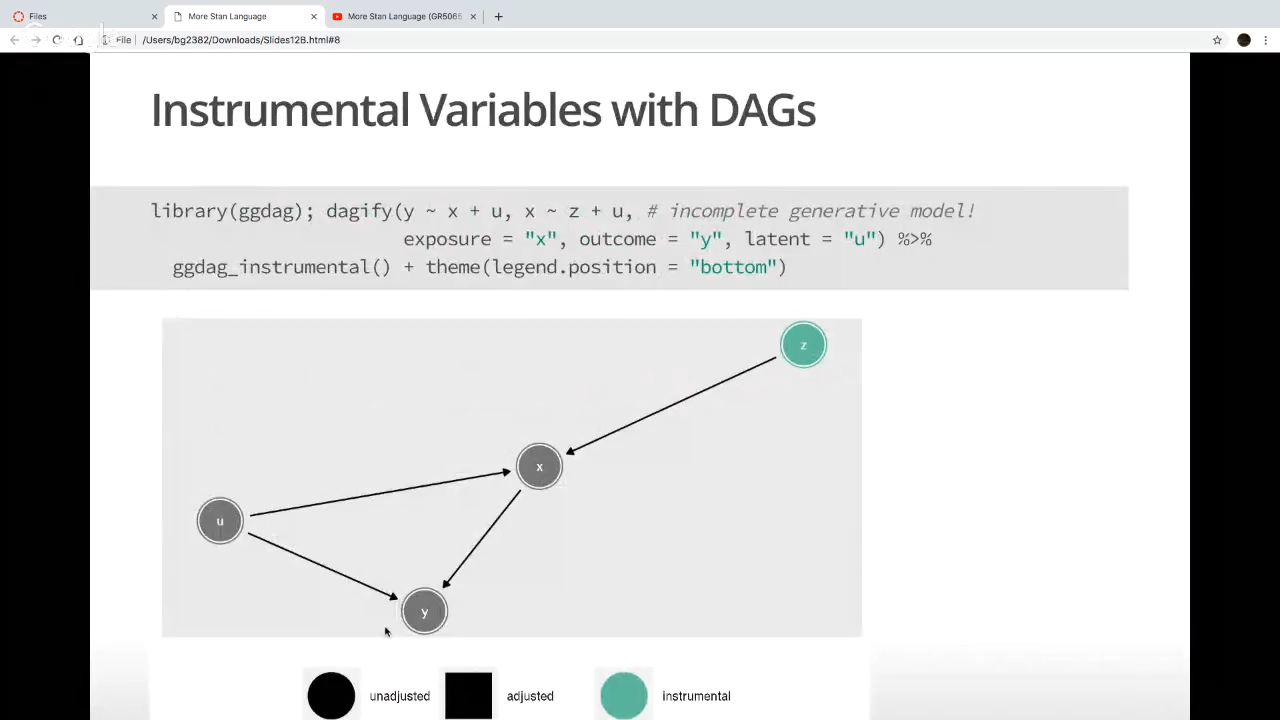 Files
More Stan Language
More Stan Language (GR5065
File
/Users/bg2382/Downloads/Slides12B.html#8
Instrumental Variables with DAGs
library(ggdag); dagify(y ~ x + u, x ~ z + u, # incomplete generative model!
exposure = "x", outcome = "y", latent = "u") %>%
ggdag_instrumental() + theme(legend.position = "bottom")
z
x
u
y
unadjusted
adjusted
instrumental